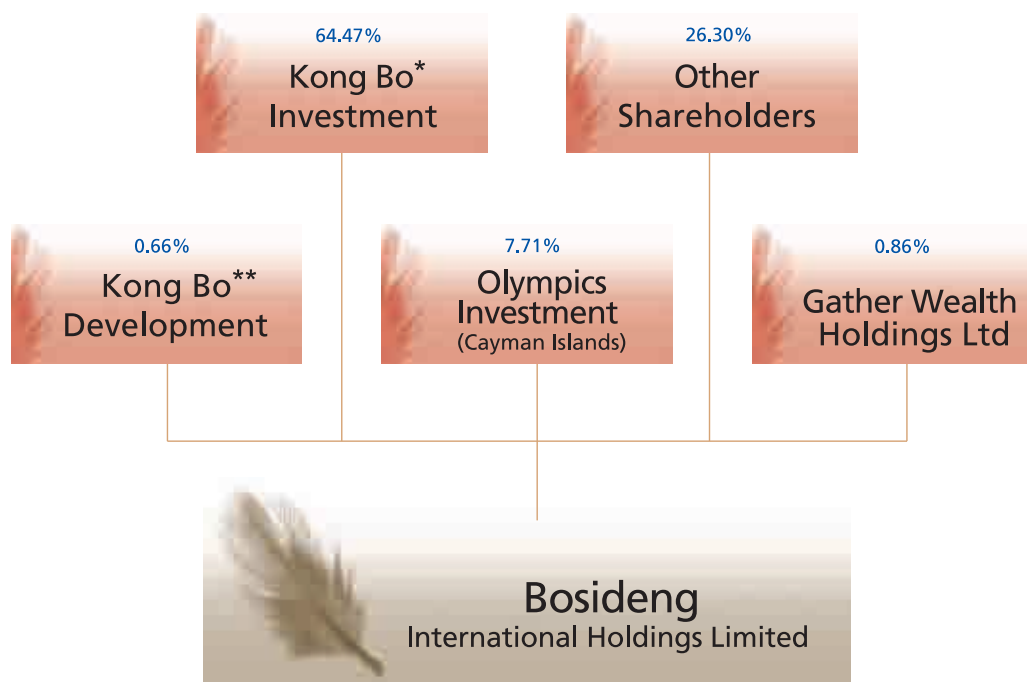 64.47%
Kong Bo*
Investment
26.30%
Other
Shareholders
0.66%
Kong Bo**
Development
7.71%
Olympics
Investment
(Cayman Islands)
0.86%
Gather Wealth
Holdings Ltd
Bosideng
International Holdings Limited